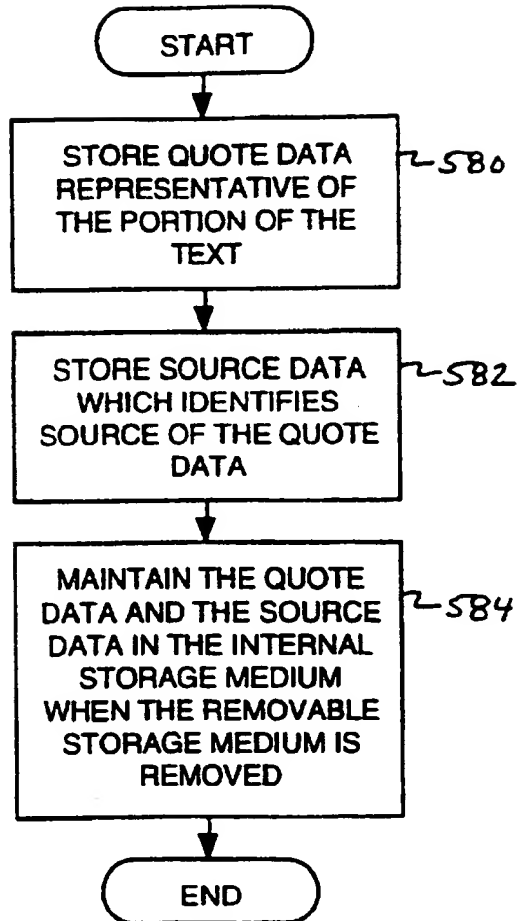 START
STORE QUOTE DATA
REPRESENTATIVE OF
THE PORTION OF THE
TEXT
580
STORE SOURCE DATA
WHICH IDENTIFIES
SOURCE OF THE QUOTE
DATA
582
MAINTAIN THE QUOTE
DATA AND THE SOURCE
DATA IN THE INTERNAL
STORAGE MEDIUM
WHEN THE REMOVABLE
STORAGE MEDIUM IS
REMOVED
584
END